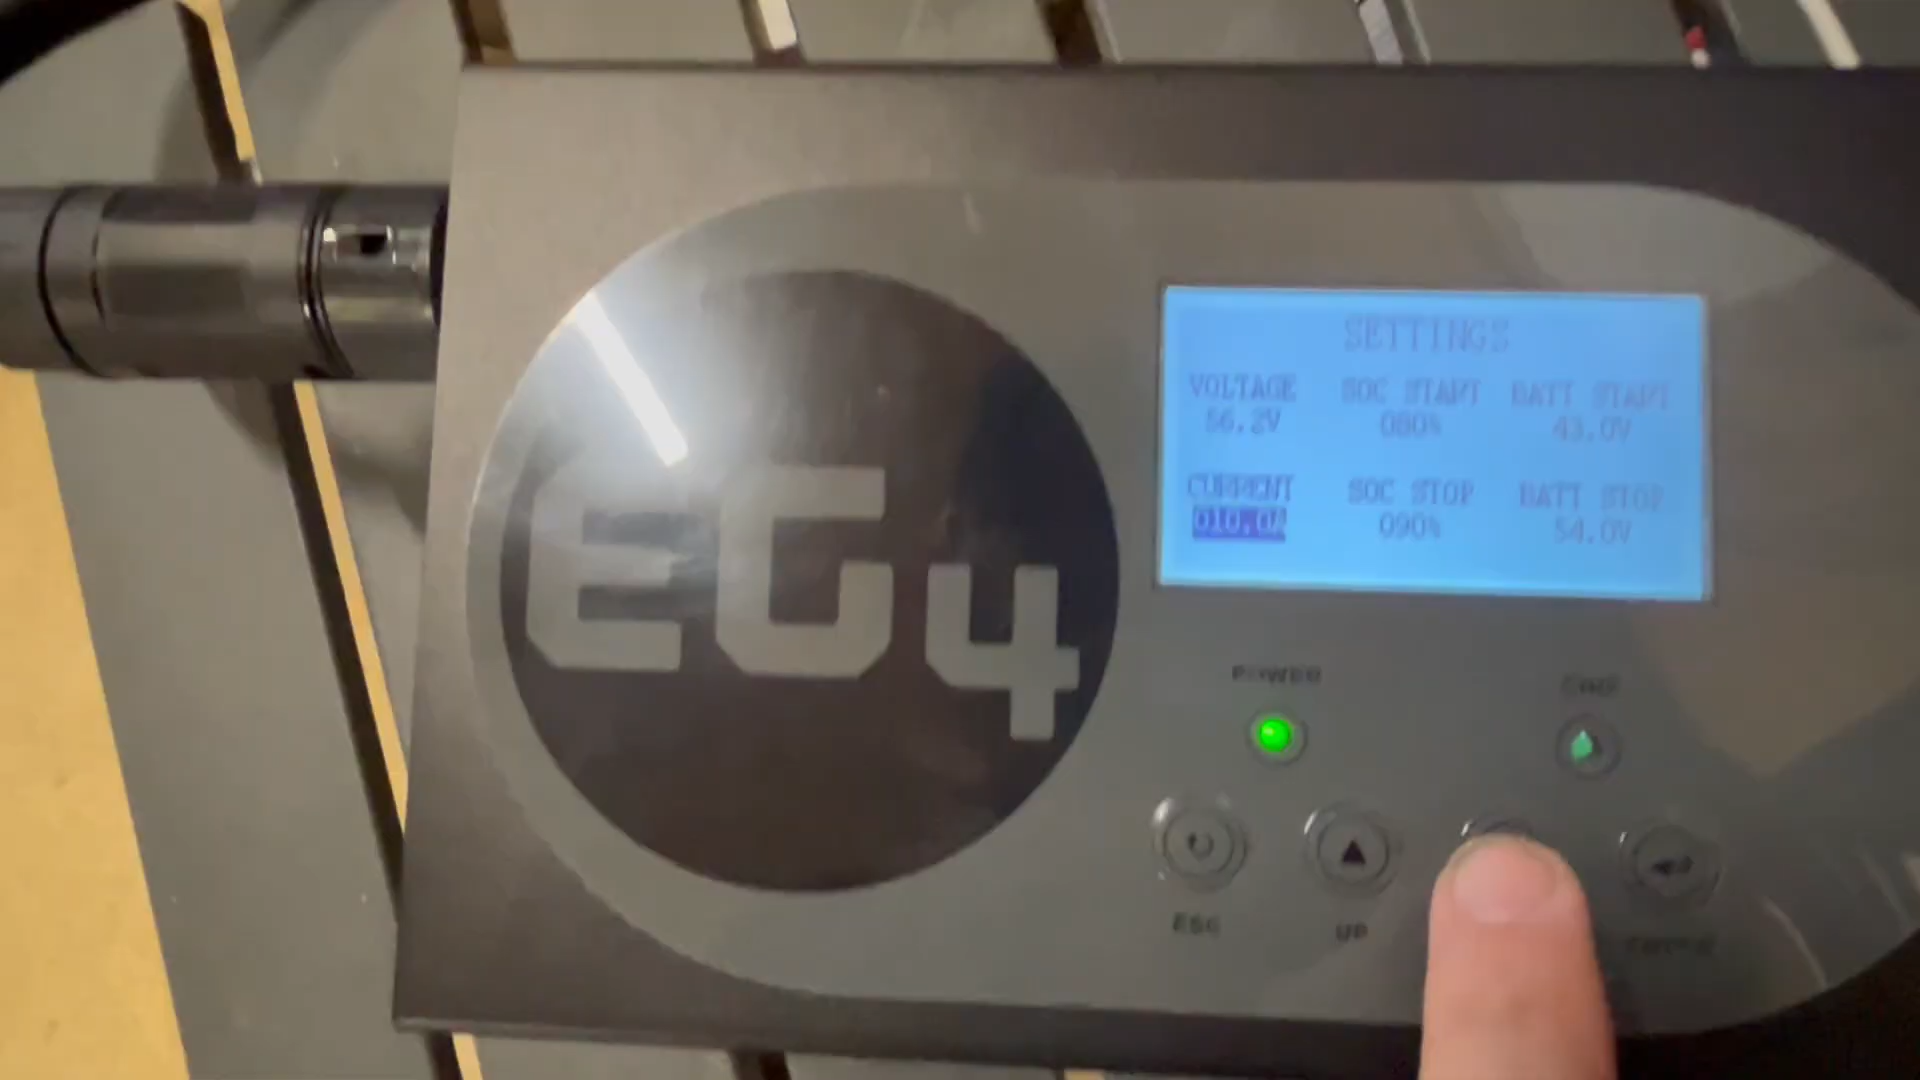 SETTINGS
VOLTAGE SOC START BATT START
56.2V 080% 43.0V
CURRENT SOC STOP BATT STOP
010.0A 090% 54.0V
EG4
POWER CHG
ESC UP